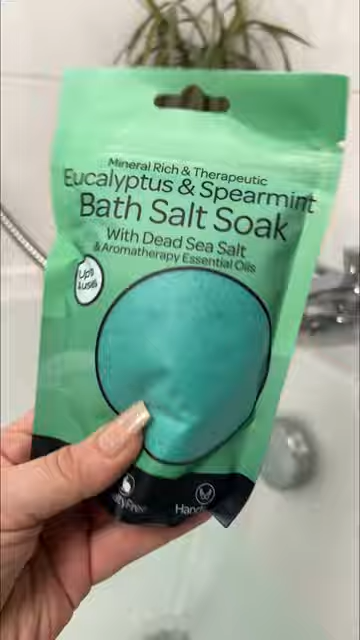 Mineral Rich & Therapeutic
Eucalyptus & Spearmint
Bath Salt Soak
With Dead Sea Salt
& Aromatherapy Essential Oils
Up to
4 uses
Hand